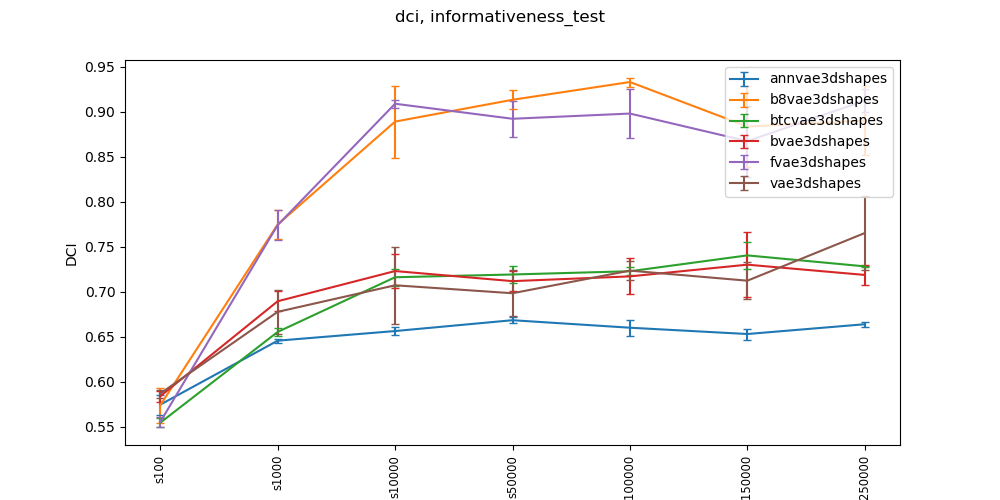 dci, informativeness_test
DCI
0.95
0.90
0.85
0.80
0.75
0.70
0.65
0.60
0.55
annvae3dshapes
b8vae3dshapes
btcvae3dshapes
bvae3dshapes
fvae3dshapes
vae3dshapes
s100
s1000
s10000
s50000
100000
150000
250000